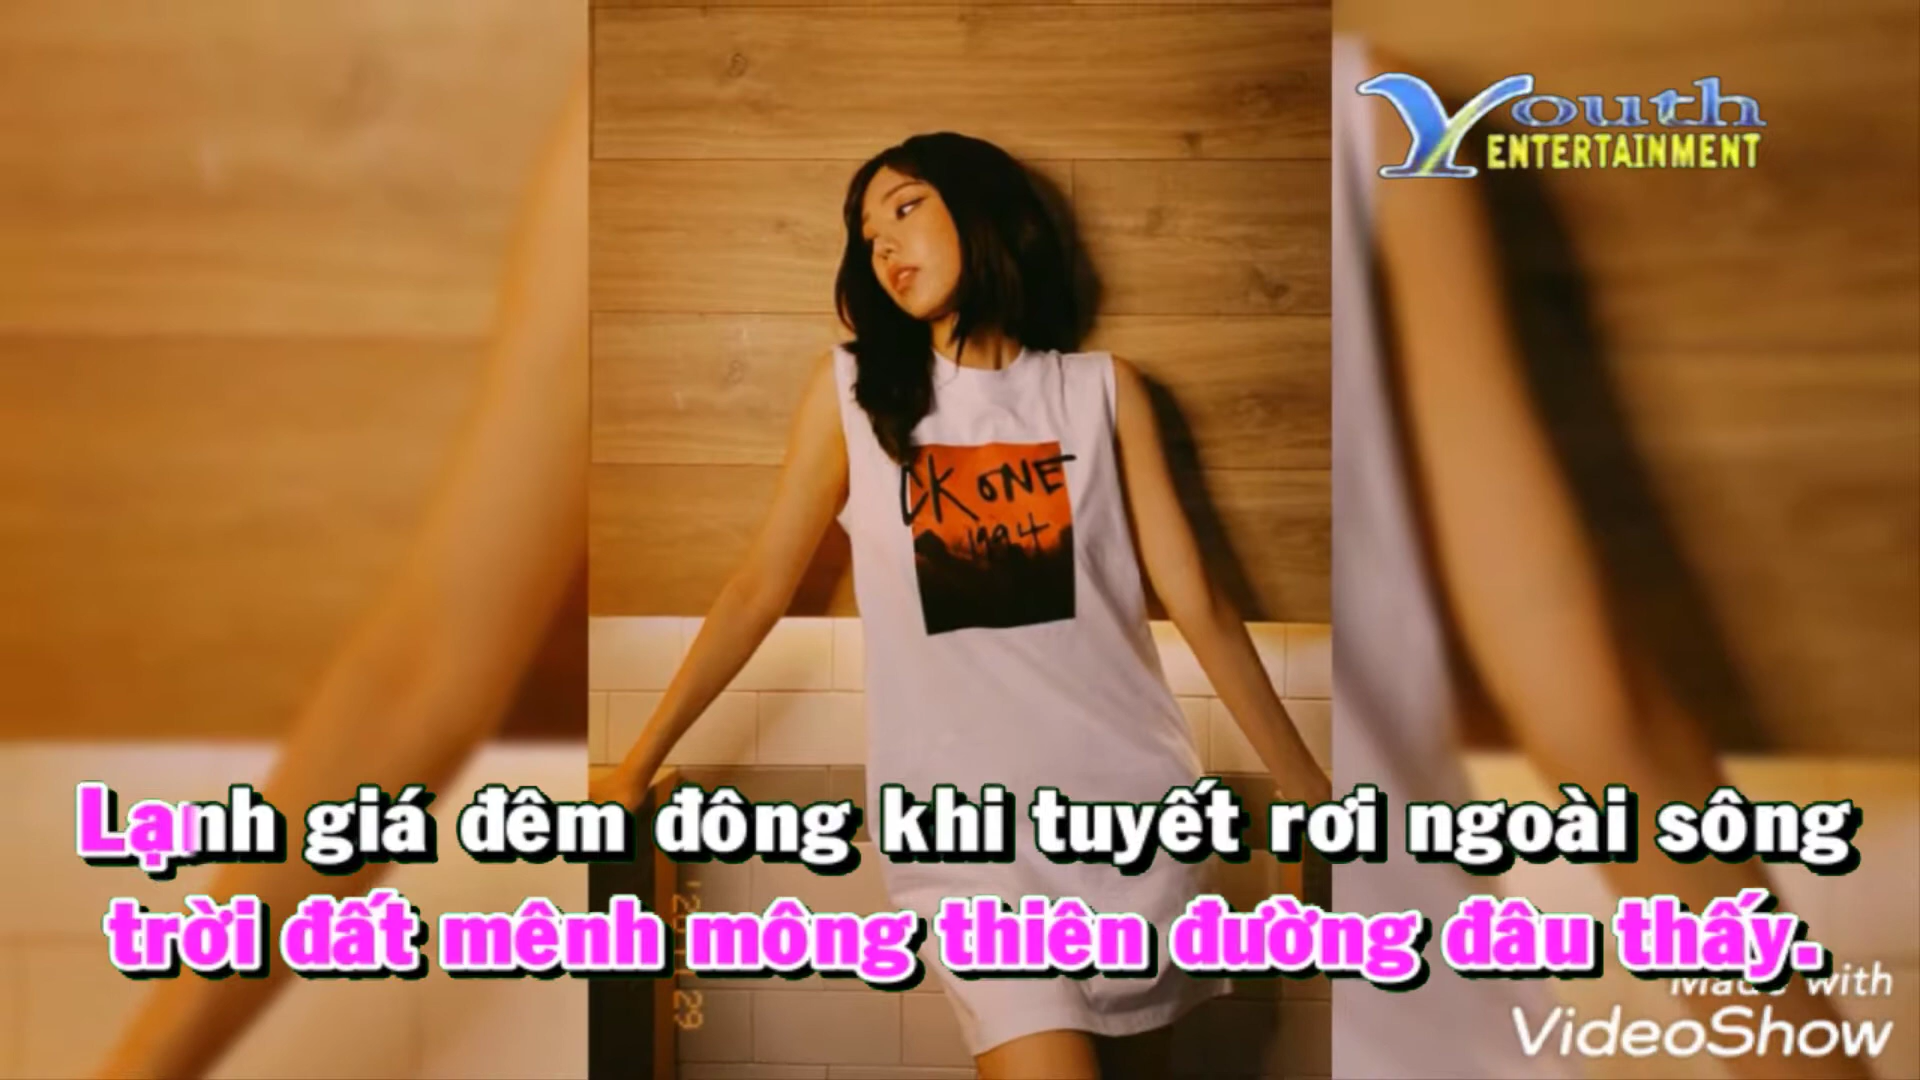 Youth
ENTERTAINMENT
CK ONE
1994
Lạnh giá đêm đông khi tuyết rơi ngoài sông
trời đất mênh mông thiên đường đâu thấy.
Made with
VideoShow